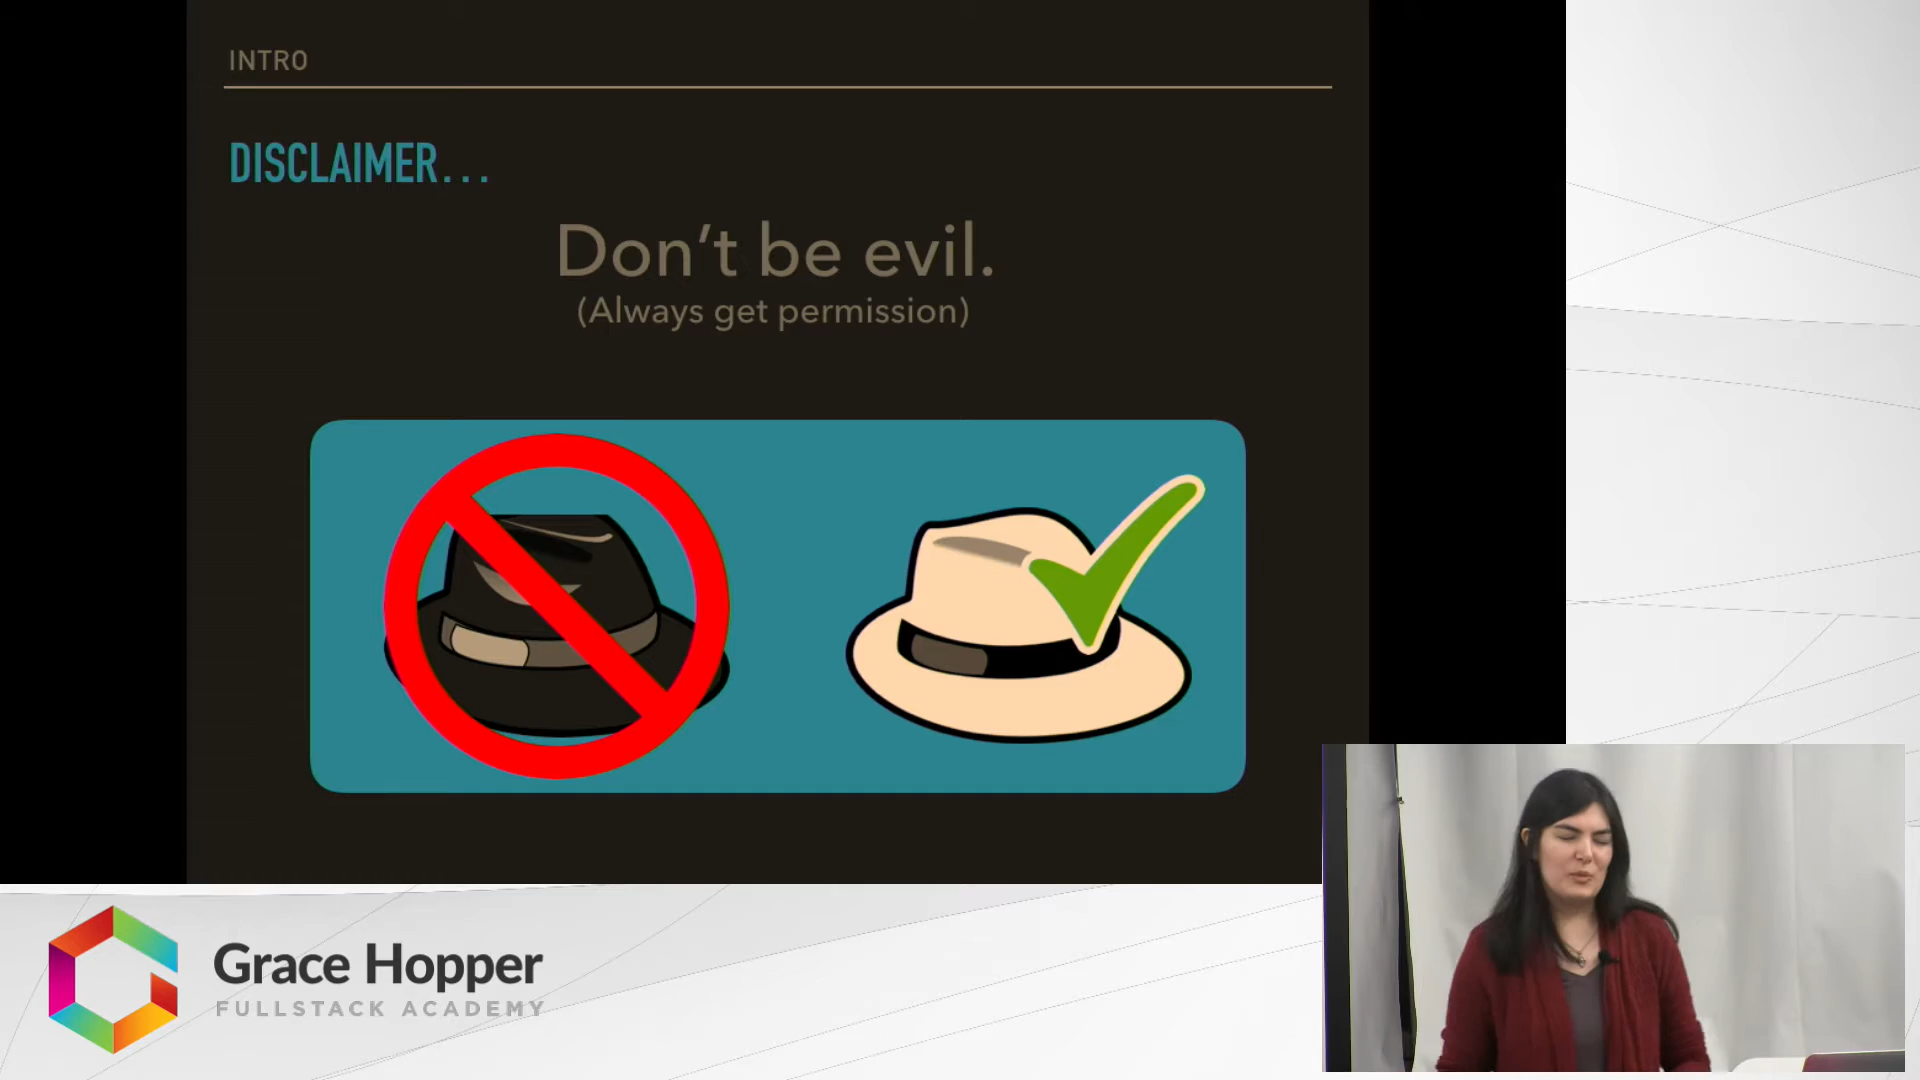 INTRO
DISCLAIMER...
Don’t be evil.
(Always get permission)
Grace Hopper
FULLSTACK ACADEMY